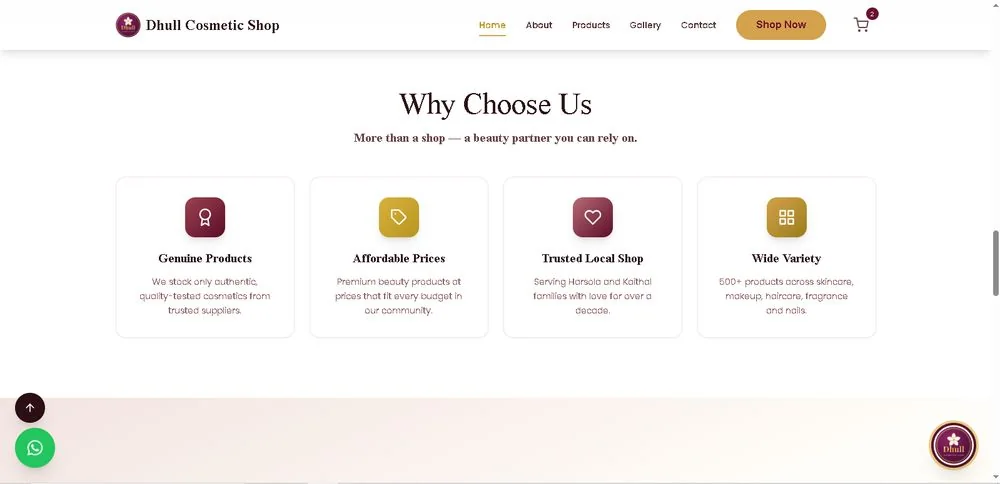 Dhull Cosmetic Shop
Home About Products Gallery Contact Shop Now 2
Why Choose Us
More than a shop — a beauty partner you can rely on.
Genuine Products
We stock only authentic,
quality-tested cosmetics from
trusted suppliers.
Affordable Prices
Premium beauty products at
prices that fit every budget in
our community.
Trusted Local Shop
Serving Harsola and Kaithal
families with love for over a
decade.
Wide Variety
500+ products across skincare,
makeup, haircare, fragrance
and nails.
Dhull